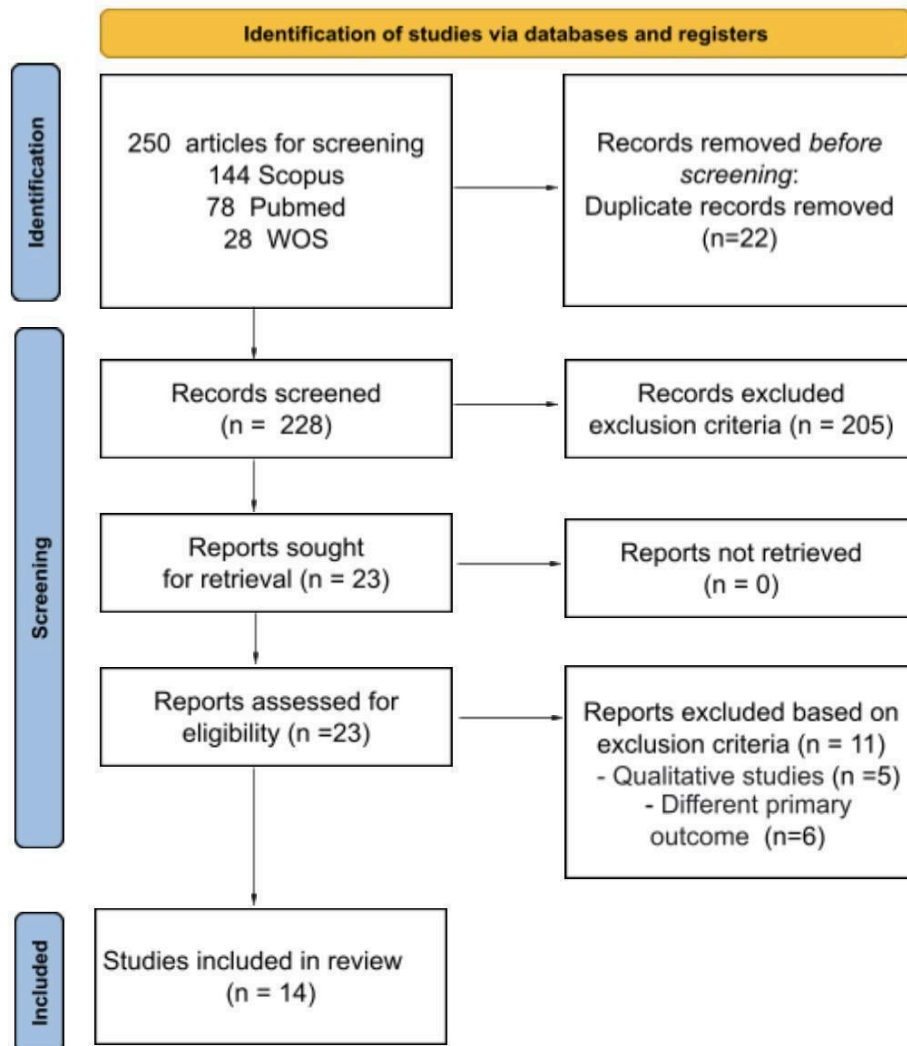 Identification of studies via databases and registers
Identification
250 articles for screening
144 Scopus
78 Pubmed
28 WOS
Records removed before
screening:
Duplicate records removed
(n=22)
Screening
Records screened
(n = 228)
Records excluded
exclusion criteria (n = 205)
Reports sought
for retrieval (n = 23)
Reports not retrieved
(n = 0)
Reports assessed for
eligibility (n =23)
Reports excluded based on
exclusion criteria (n = 11)
- Qualitative studies (n =5)
- Different primary
outcome (n=6)
Included
Studies included in review
(n = 14)